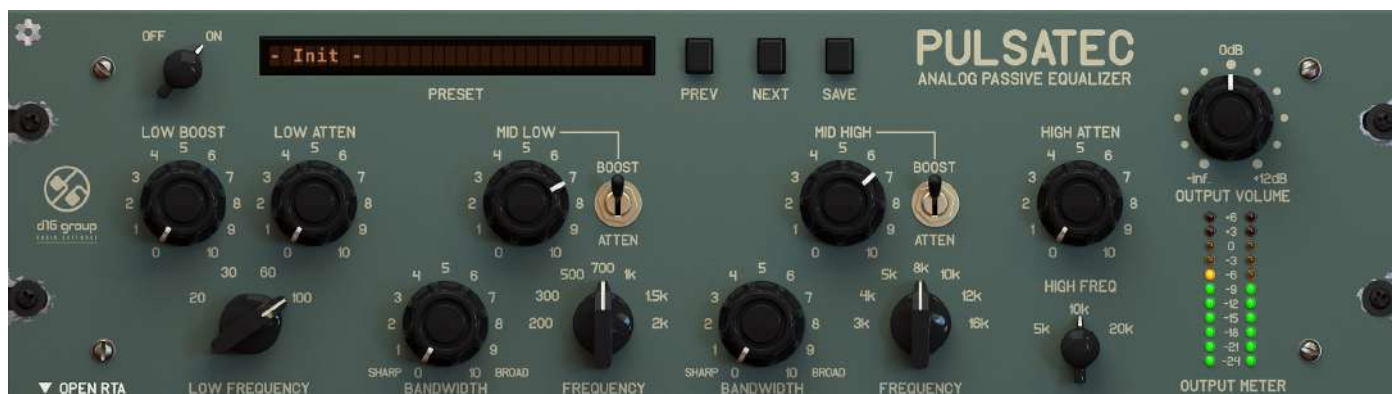 OFF ON
- Init -
PRESET
PREV NEXT SAVE
PULSATEC
ANALOG PASSIVE EQUALIZER
0dB
-inf. +12dB
OUTPUT VOLUME
LOW BOOST
0 1 2 3 4 5 6 7 8 9 10
LOW ATTEN
0 1 2 3 4 5 6 7 8 9 10
MID LOW
0 1 2 3 4 5 6 7 8 9 10
BOOST
ATTEN
MID HIGH
0 1 2 3 4 5 6 7 8 9 10
BOOST
ATTEN
HIGH ATTEN
0 1 2 3 4 5 6 7 8 9 10
d16 group
20 30 60 100
LOW FREQUENCY
0 1 2 3 4 5 6 7 8 9 10
SHARP BROAD
BANDWIDTH
200 300 500 700 1k 1.5k 2k
FREQUENCY
0 1 2 3 4 5 6 7 8 9 10
SHARP BROAD
BANDWIDTH
3k 4k 5k 8k 10k 12k 16k
FREQUENCY
HIGH FREQ
5k 10k 20k
+6
+3
0
-3
-6
-9
-12
-15
-18
-21
-24
OUTPUT METER
▼ OPEN RTA